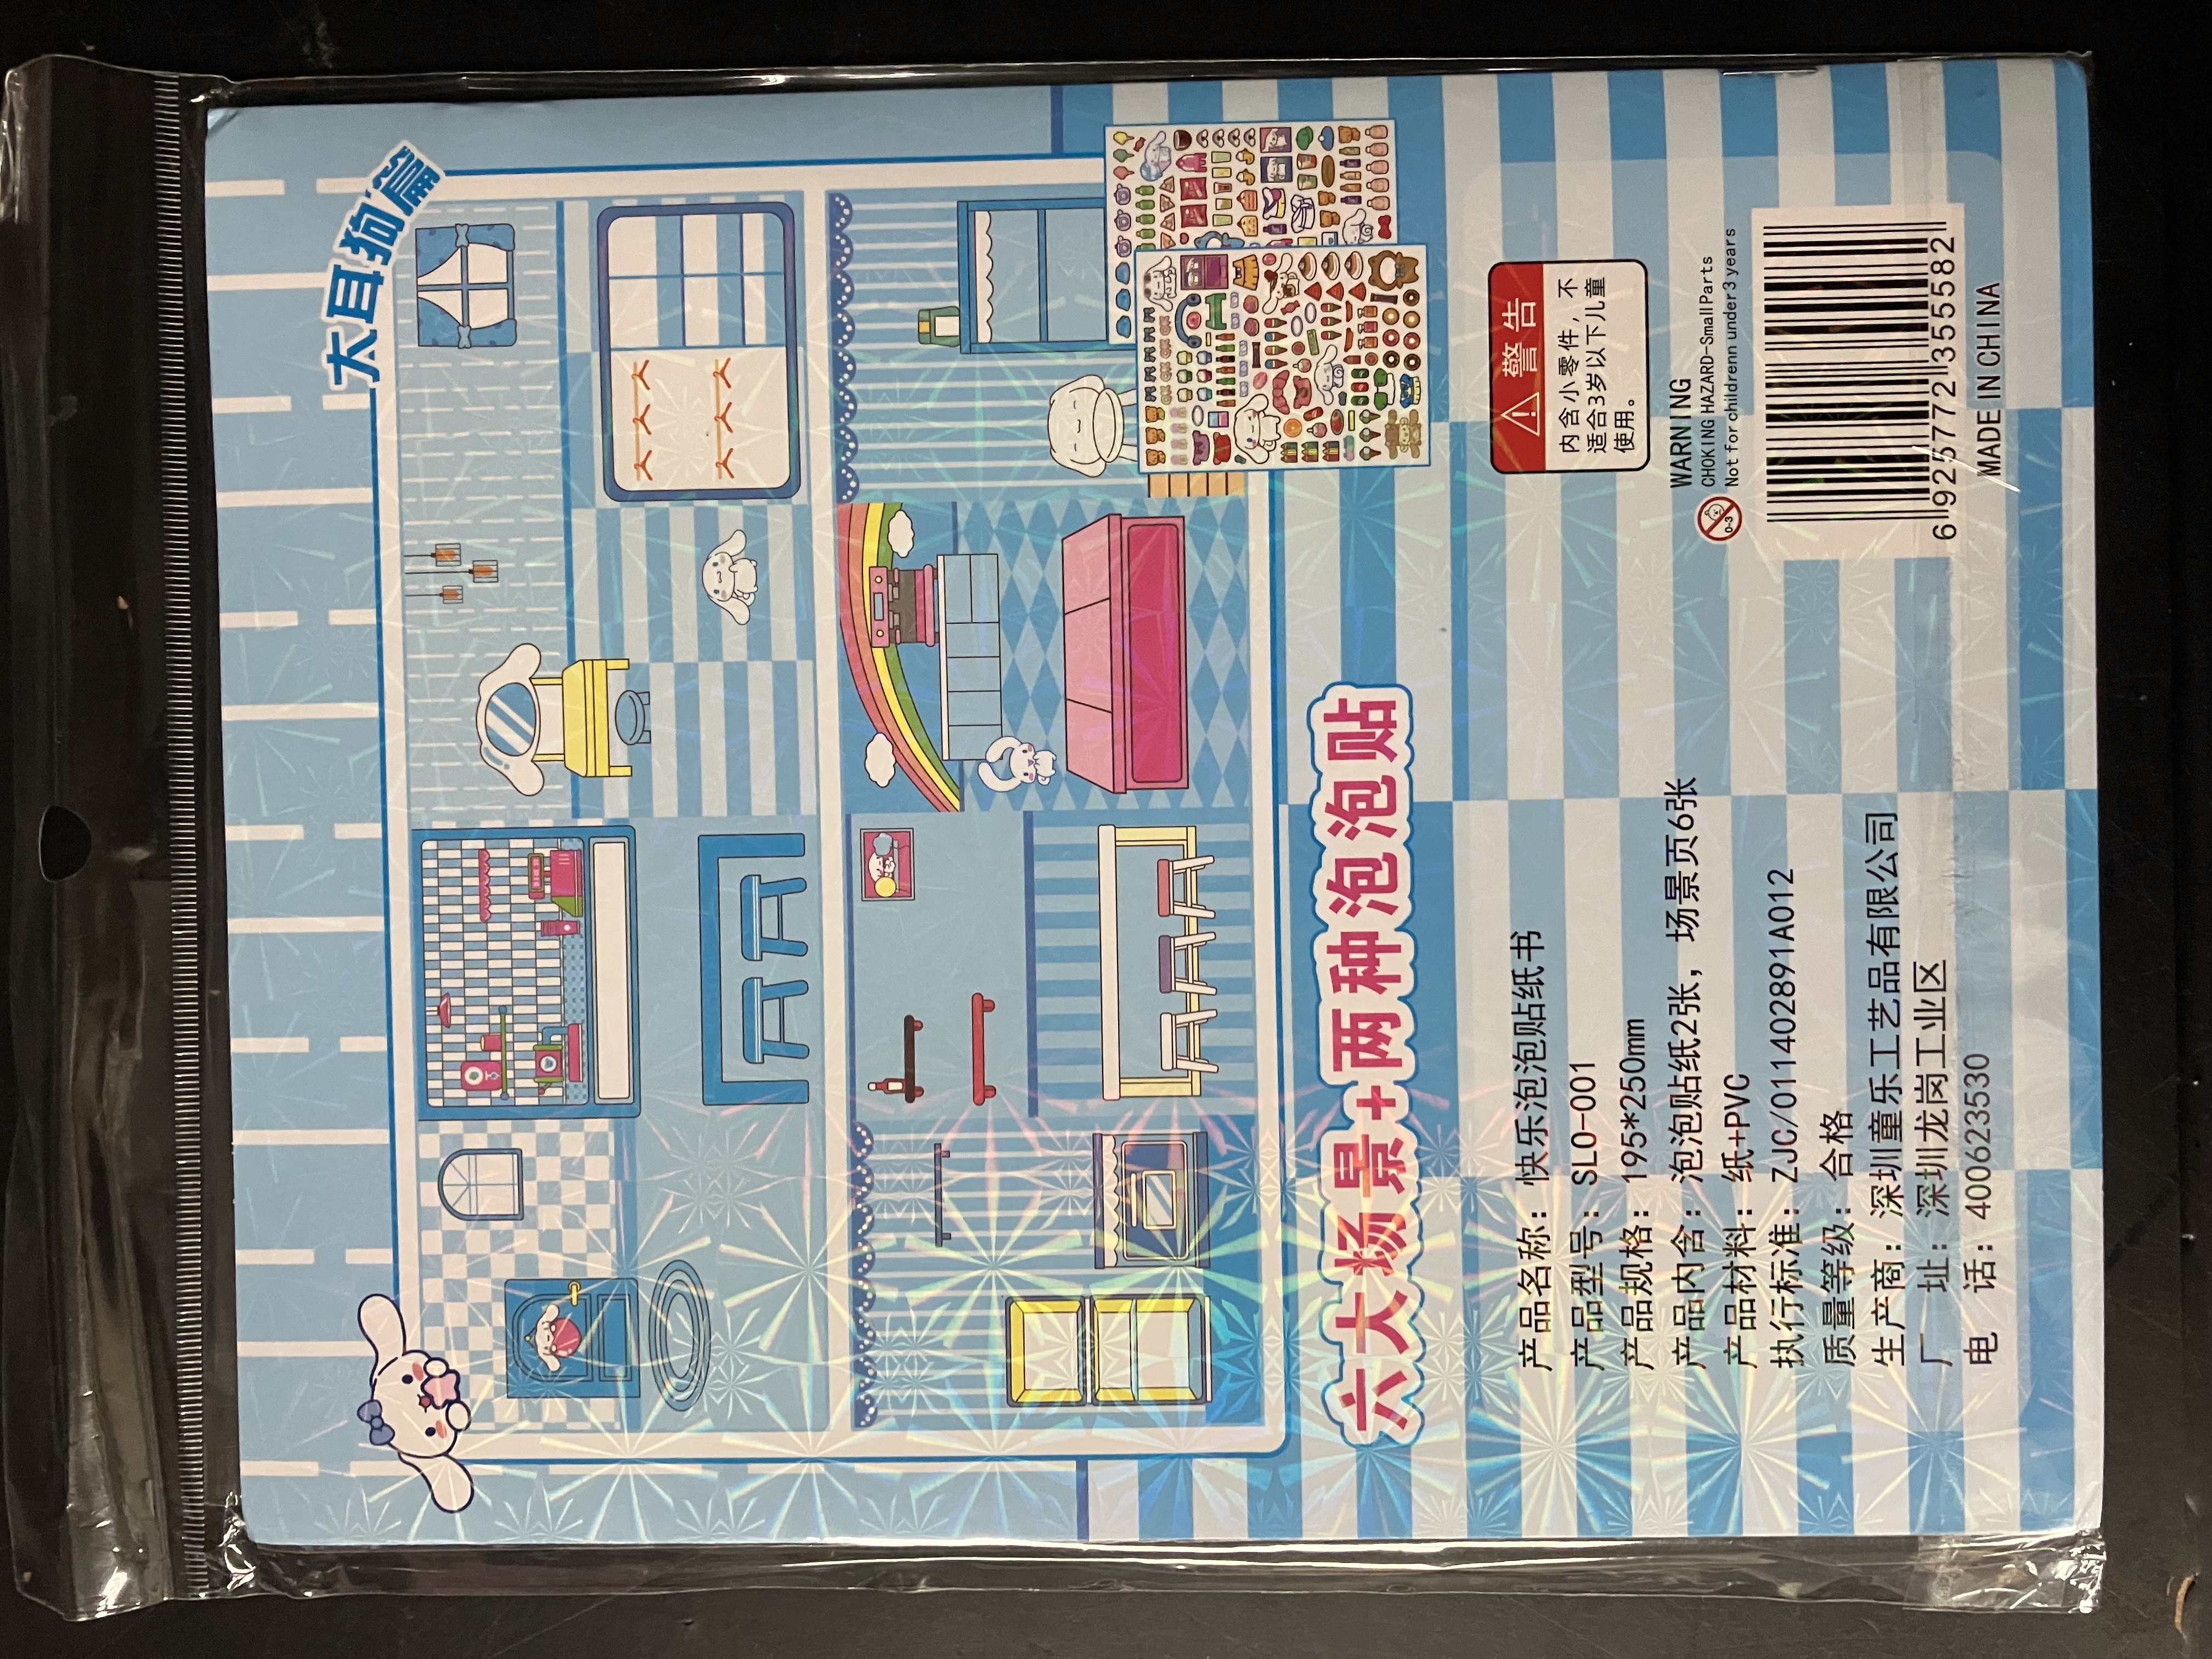 大耳狗篇
六大场景+两种泡泡贴
产品名称：快乐泡泡贴纸书
产品型号：SLO-001
产品规格：195*250mm
产品内含：泡泡贴纸2张，场景页6张
产品材料：纸+PVC
执行标准：ZJC/011402891A012
质量等级：合格
生产商：深圳童乐工艺品有限公司
厂 址：深圳龙岗工业区
电 话：4006233530
警告
内含小零件，不
适合3岁以下儿童
使用。
WARNING
CHOKING HAZARD-Small Parts
Not for childrenn under 3 years
0-3
6 925772 355582
MADE IN CHINA